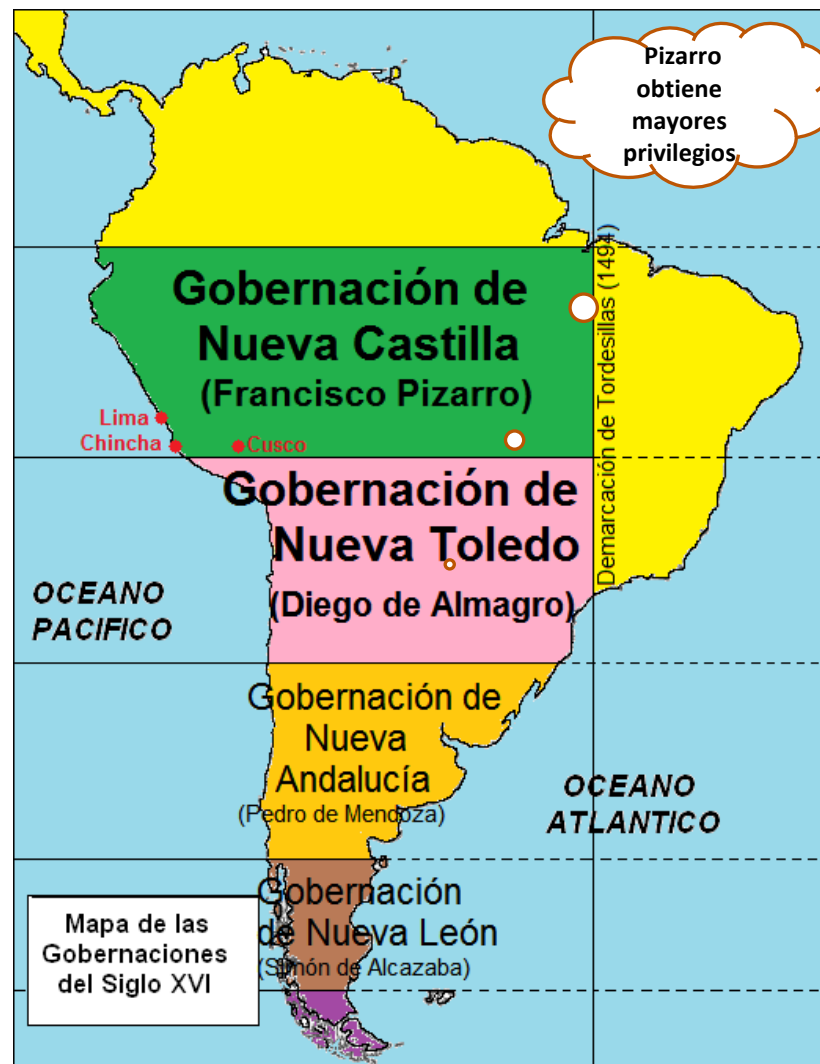 Pizarro
obtiene
mayores
privilegios
Gobernación de
Nueva Castilla
(Francisco Pizarro)
Demarcación de Tordesillas (1494)
Lima
Chincha
Cusco
Gobernación de
Nueva Toledo
(Diego de Almagro)
OCEANO
PACIFICO
Gobernación de
Nueva
Andalucía
(Pedro de Mendoza)
OCEANO
ATLANTICO
Gobernación
de Nueva León
(Simón de Alcazaba)
Mapa de las
Gobernaciones
del Siglo XVI